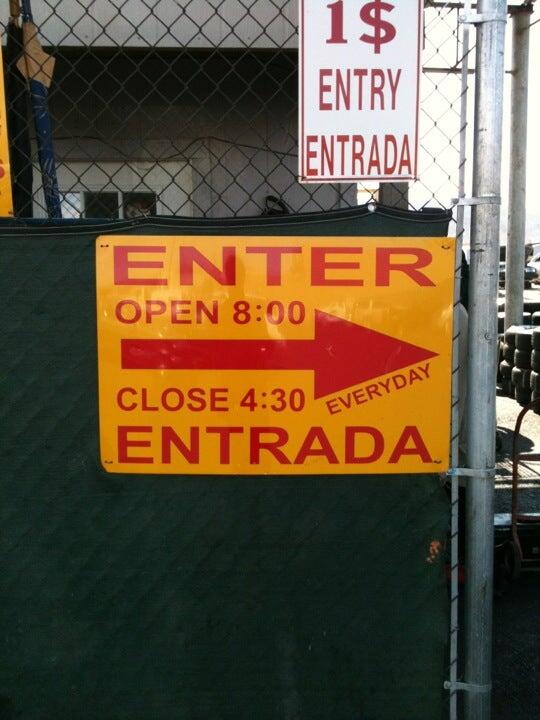 1$
ENTRY
ENTRADA
ENTER
OPEN 8:00
CLOSE 4:30
EVERYDAY
ENTRADA